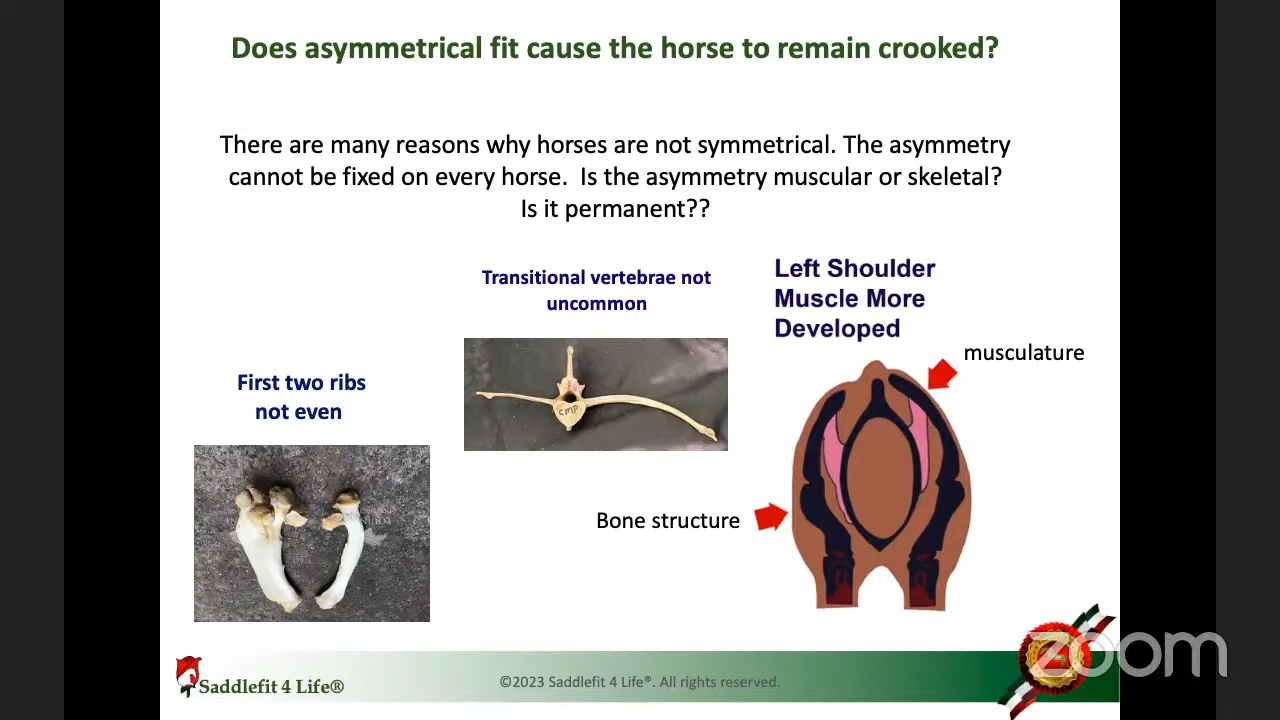 Does asymmetrical fit cause the horse to remain crooked?
There are many reasons why horses are not symmetrical. The asymmetry
cannot be fixed on every horse.  Is the asymmetry muscular or skeletal?
Is it permanent??
Transitional vertebrae not
uncommon
Left Shoulder
Muscle More
Developed
musculature
First two ribs
not even
CMP
Bone structure
Saddlefit 4 Life®
©2023 Saddlefit 4 Life®. All rights reserved.
zoom